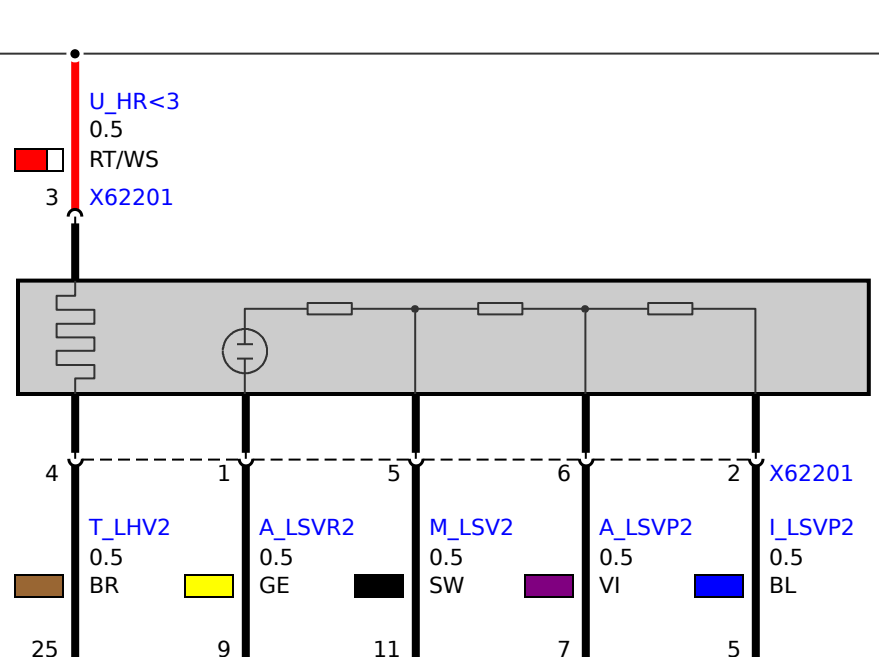 U_HR<3
0.5
RT/WS
3 X62201
4 1 5 6 2 X62201
T_LHV2 A_LSVR2 M_LSV2 A_LSVP2 I_LSVP2
0.5 0.5 0.5 0.5 0.5
BR GE SW VI BL
25 9 11 7 5